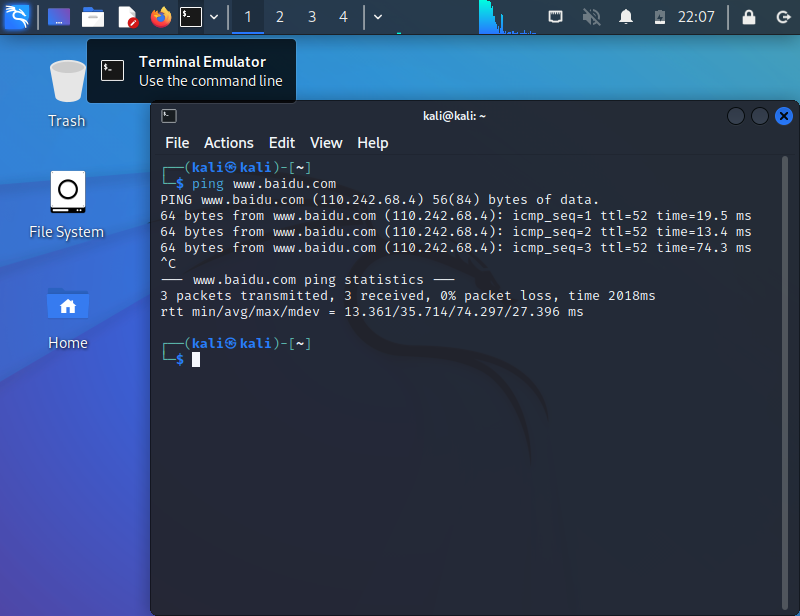 1 2 3 4 22:07
Terminal Emulator
Use the command line
Trash
File System
Home
kali@kali: ~
File Actions Edit View Help
┌──(kali㉿kali)-[~]
└─$ ping www.baidu.com
PING www.baidu.com (110.242.68.4) 56(84) bytes of data.
64 bytes from www.baidu.com (110.242.68.4): icmp_seq=1 ttl=52 time=19.5 ms
64 bytes from www.baidu.com (110.242.68.4): icmp_seq=2 ttl=52 time=13.4 ms
64 bytes from www.baidu.com (110.242.68.4): icmp_seq=3 ttl=52 time=74.3 ms
^C
--- www.baidu.com ping statistics ---
3 packets transmitted, 3 received, 0% packet loss, time 2018ms
rtt min/avg/max/mdev = 13.361/35.714/74.297/27.396 ms
┌──(kali㉿kali)-[~]
└─$